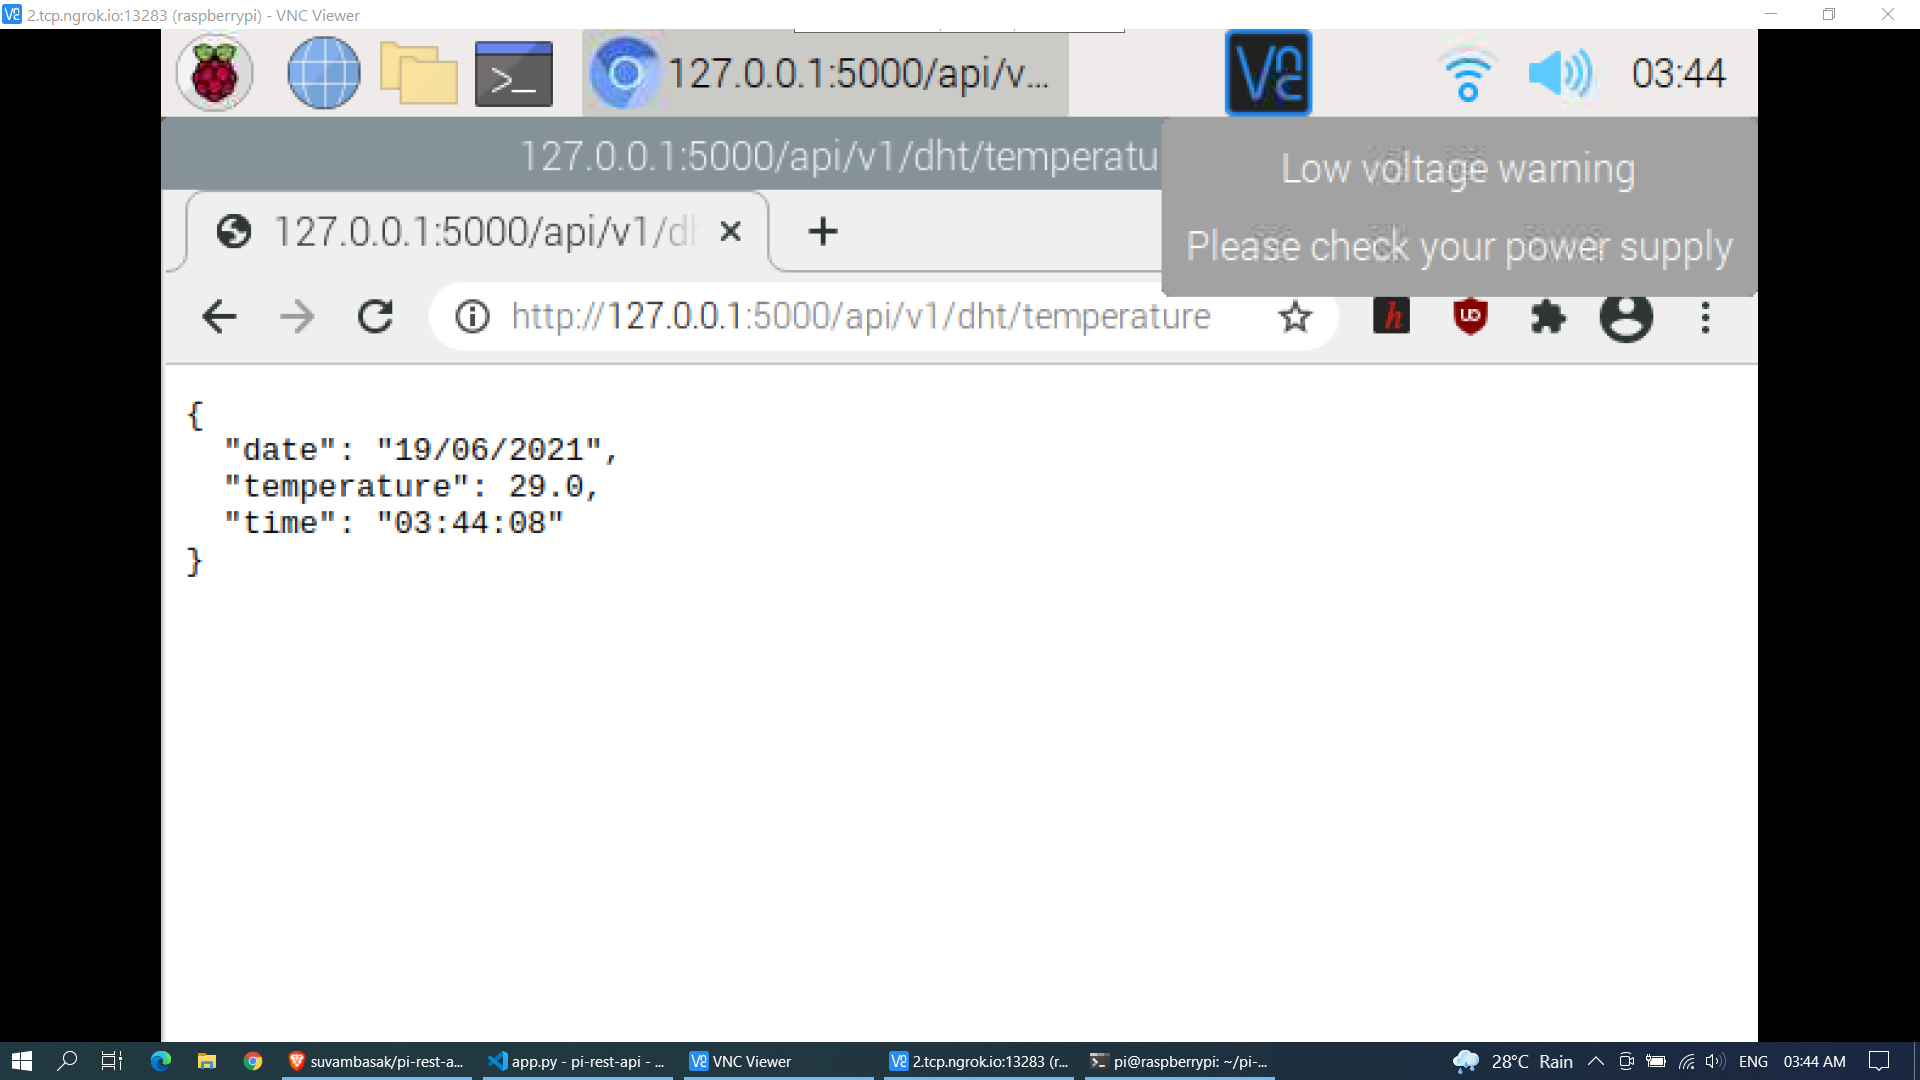 2.tcp.ngrok.io:13283 (raspberrypi) - VNC Viewer
127.0.0.1:5000/api/v...
03:44
127.0.0.1:5000/api/v1/dht/temperatu
Low voltage warning
Please check your power supply
127.0.0.1:5000/api/v1/dh
http://127.0.0.1:5000/api/v1/dht/temperature
{
"date": "19/06/2021",
"temperature": 29.0,
"time": "03:44:08"
}
suvambasak/pi-rest-a...
app.py - pi-rest-api - ...
VNC Viewer
2.tcp.ngrok.io:13283 (r...
pi@raspberrypi: ~/pi-...
28°C Rain
ENG
03:44 AM